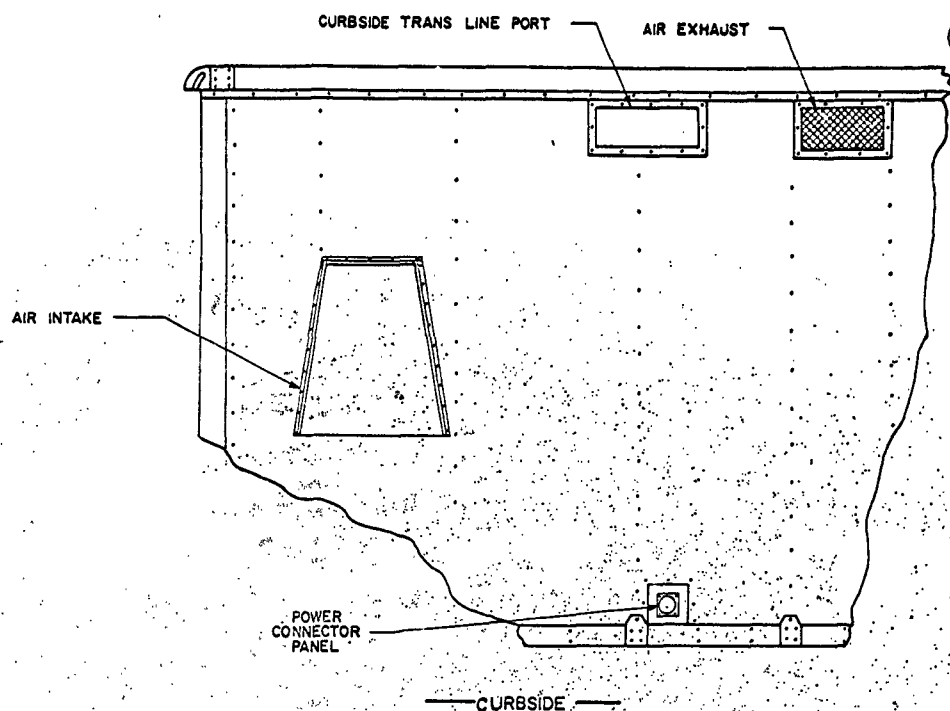 CURBSIDE TRANS LINE PORT
AIR EXHAUST
AIR INTAKE
POWER
CONNECTOR
PANEL
CURBSIDE